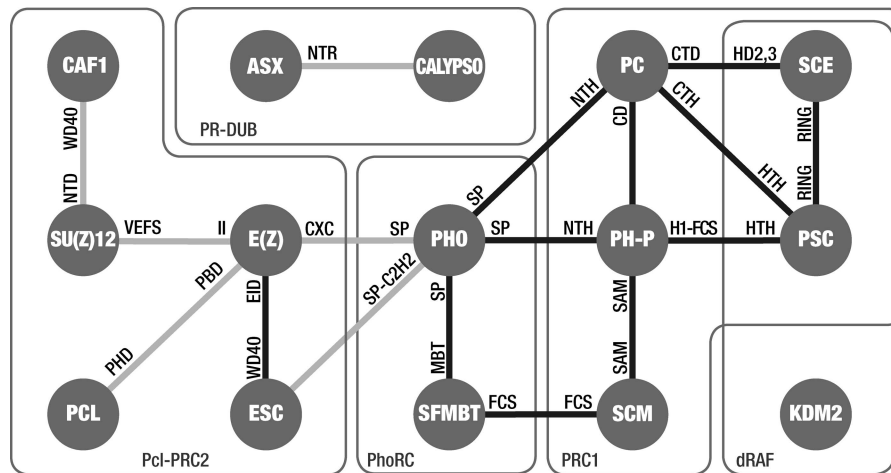 CAF1
ASX
NTR
CALYPSO
PC
CTD
HD2,3
SCE
WD40
NTD
PR-DUB
NTH
SP
CD
CTH
HTH
RING
RING
SU(Z)12
VEFS
II
E(Z)
CXC
SP
PHO
SP
NTH
PH-P
H1-FCS
HTH
PSC
PBD
PHD
EID
WD40
SP-C2H2
SP
MBT
SAM
SAM
PCL
ESC
SFMBT
FCS
FCS
SCM
KDM2
Pcl-PRC2
PhoRC
PRC1
dRAF